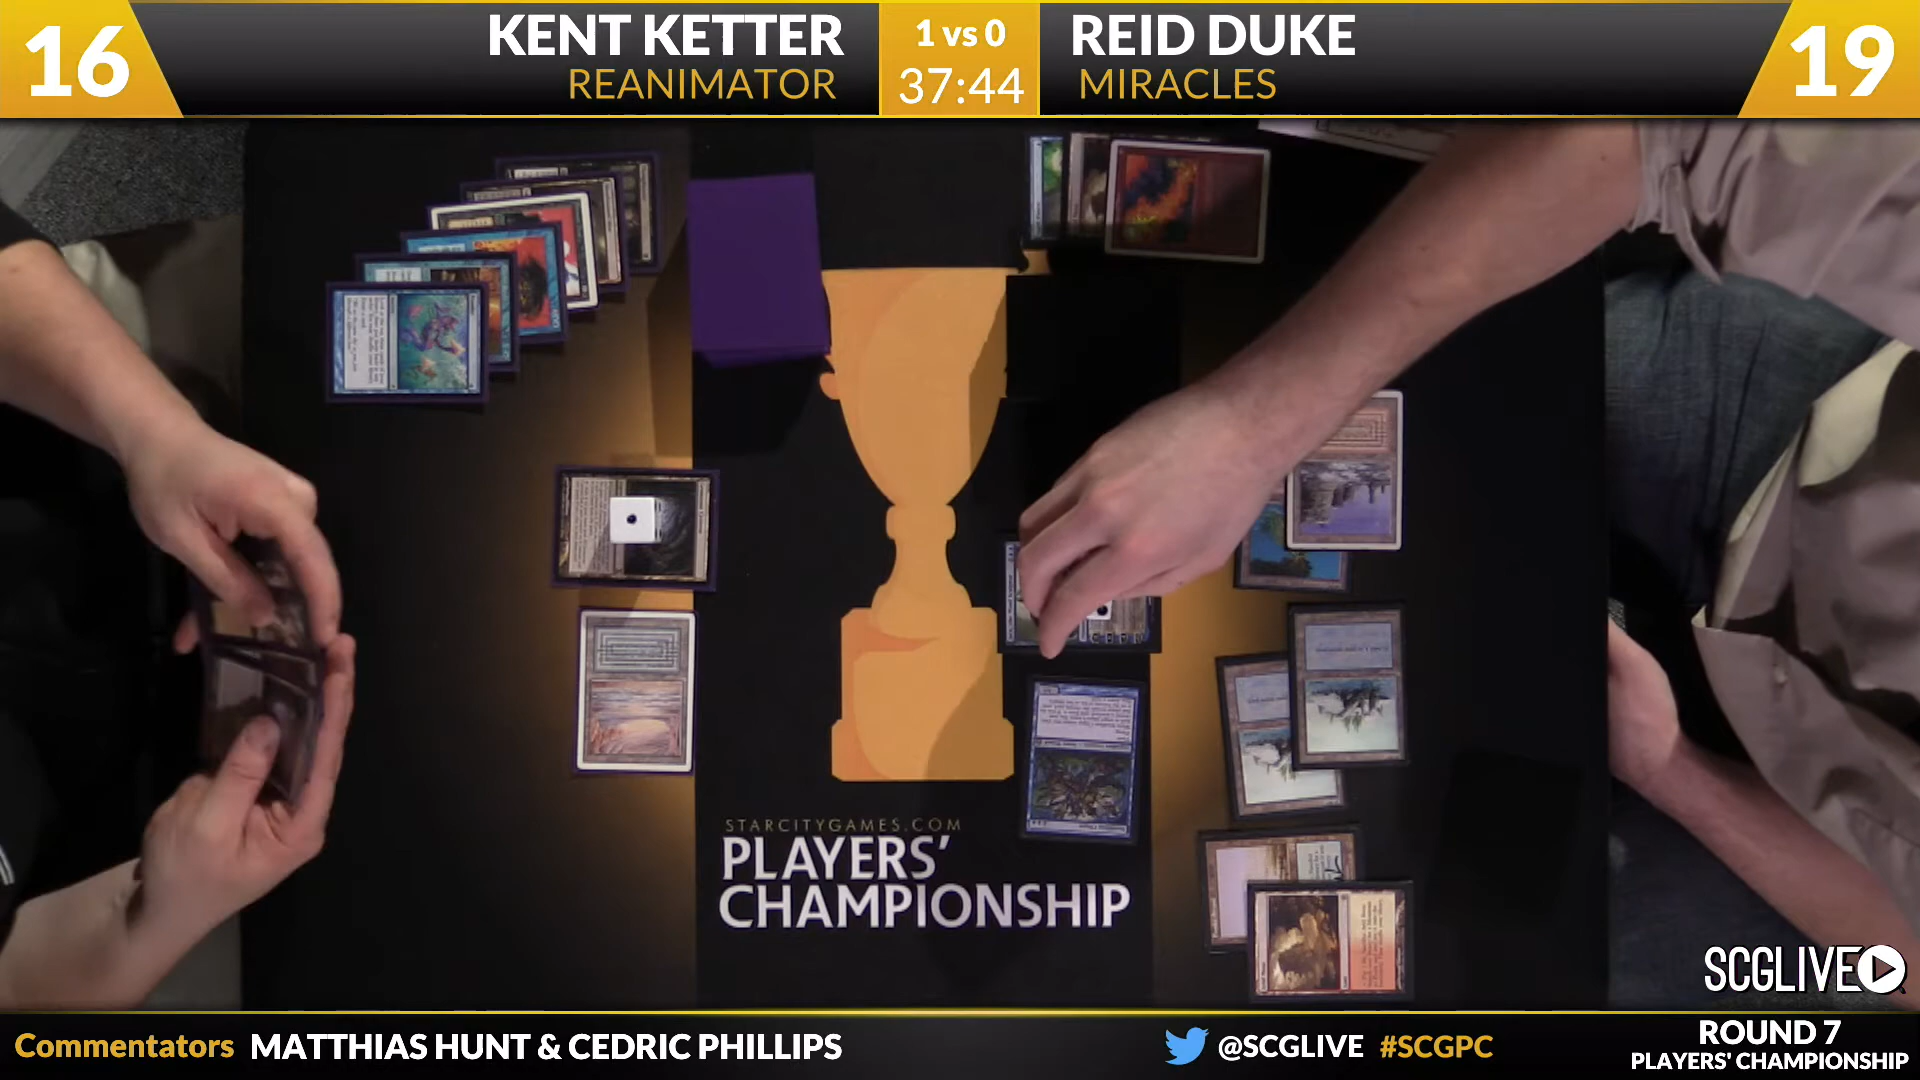 16
KENT KETTER
REANIMATOR
1 vs 0
37:44
REID DUKE
MIRACLES
19
STARCITYGAMES.COM
PLAYERS'
CHAMPIONSHIP
SCGLIVE
Commentators MATTHIAS HUNT & CEDRIC PHILLIPS
@SCGLIVE #SCGPC
ROUND 7
PLAYERS' CHAMPIONSHIP